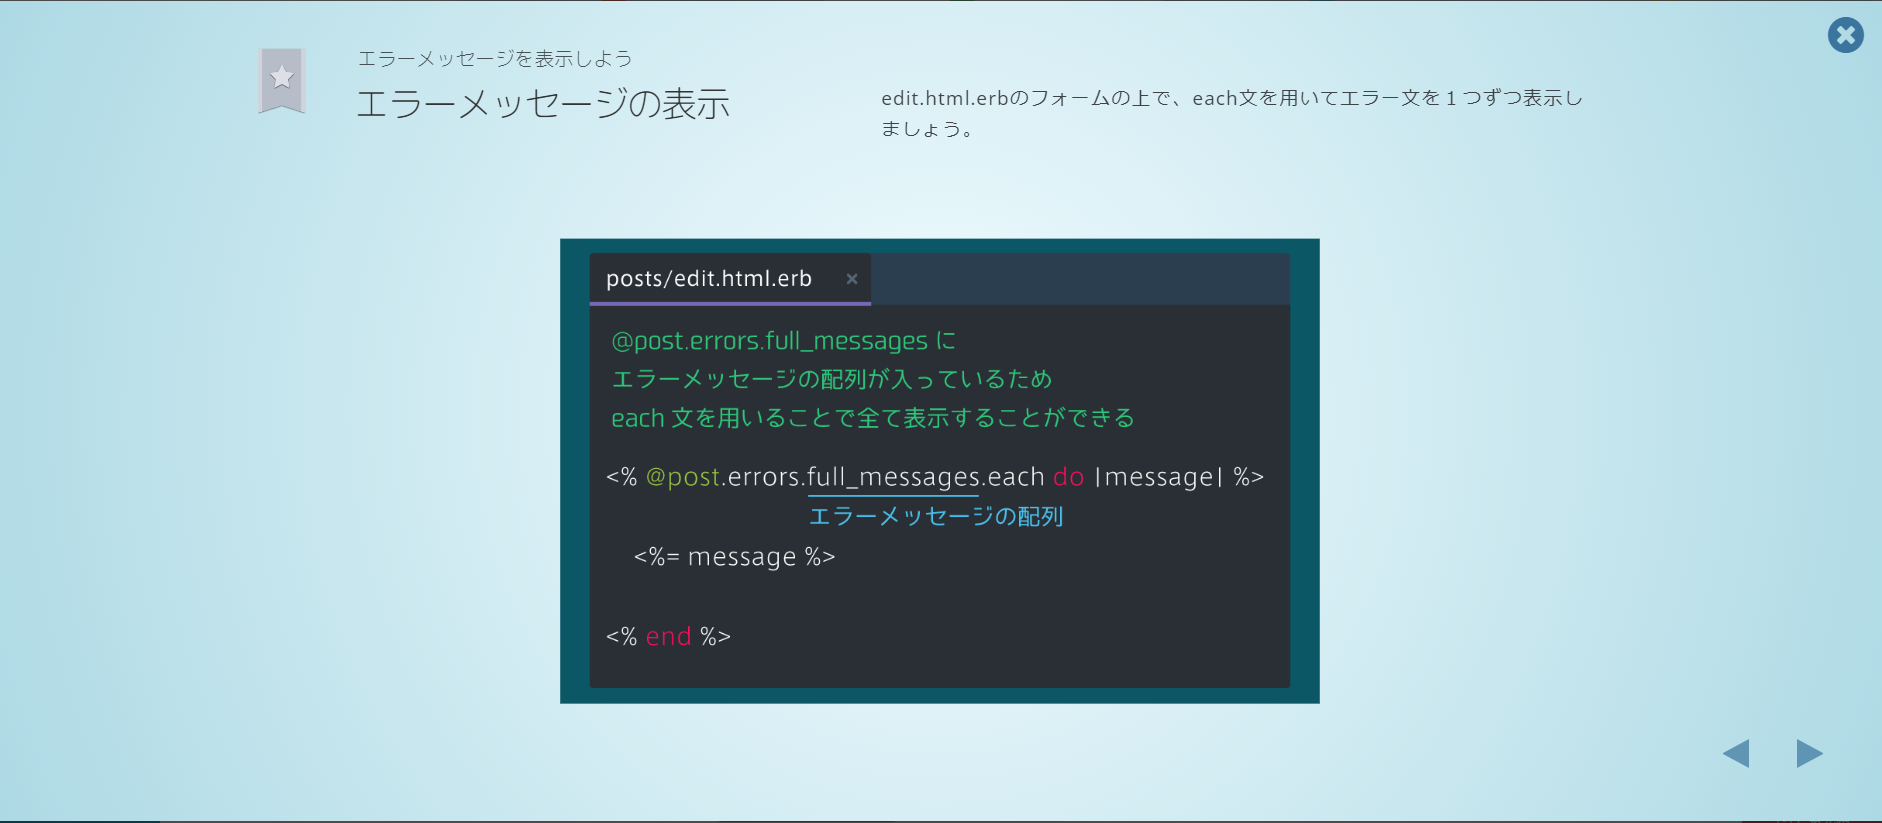 エラーメッセージを表示しよう
エラーメッセージの表示
edit.html.erbのフォームの上で、each文を用いてエラー文を１つずつ表示し
ましょう。
posts/edit.html.erb ×
@post.errors.full_messages に
エラーメッセージの配列が入っているため
each 文を用いることで全て表示することができる
<% @post.errors.full_messages.each do |message| %>
エラーメッセージの配列
<%= message %>
<% end %>